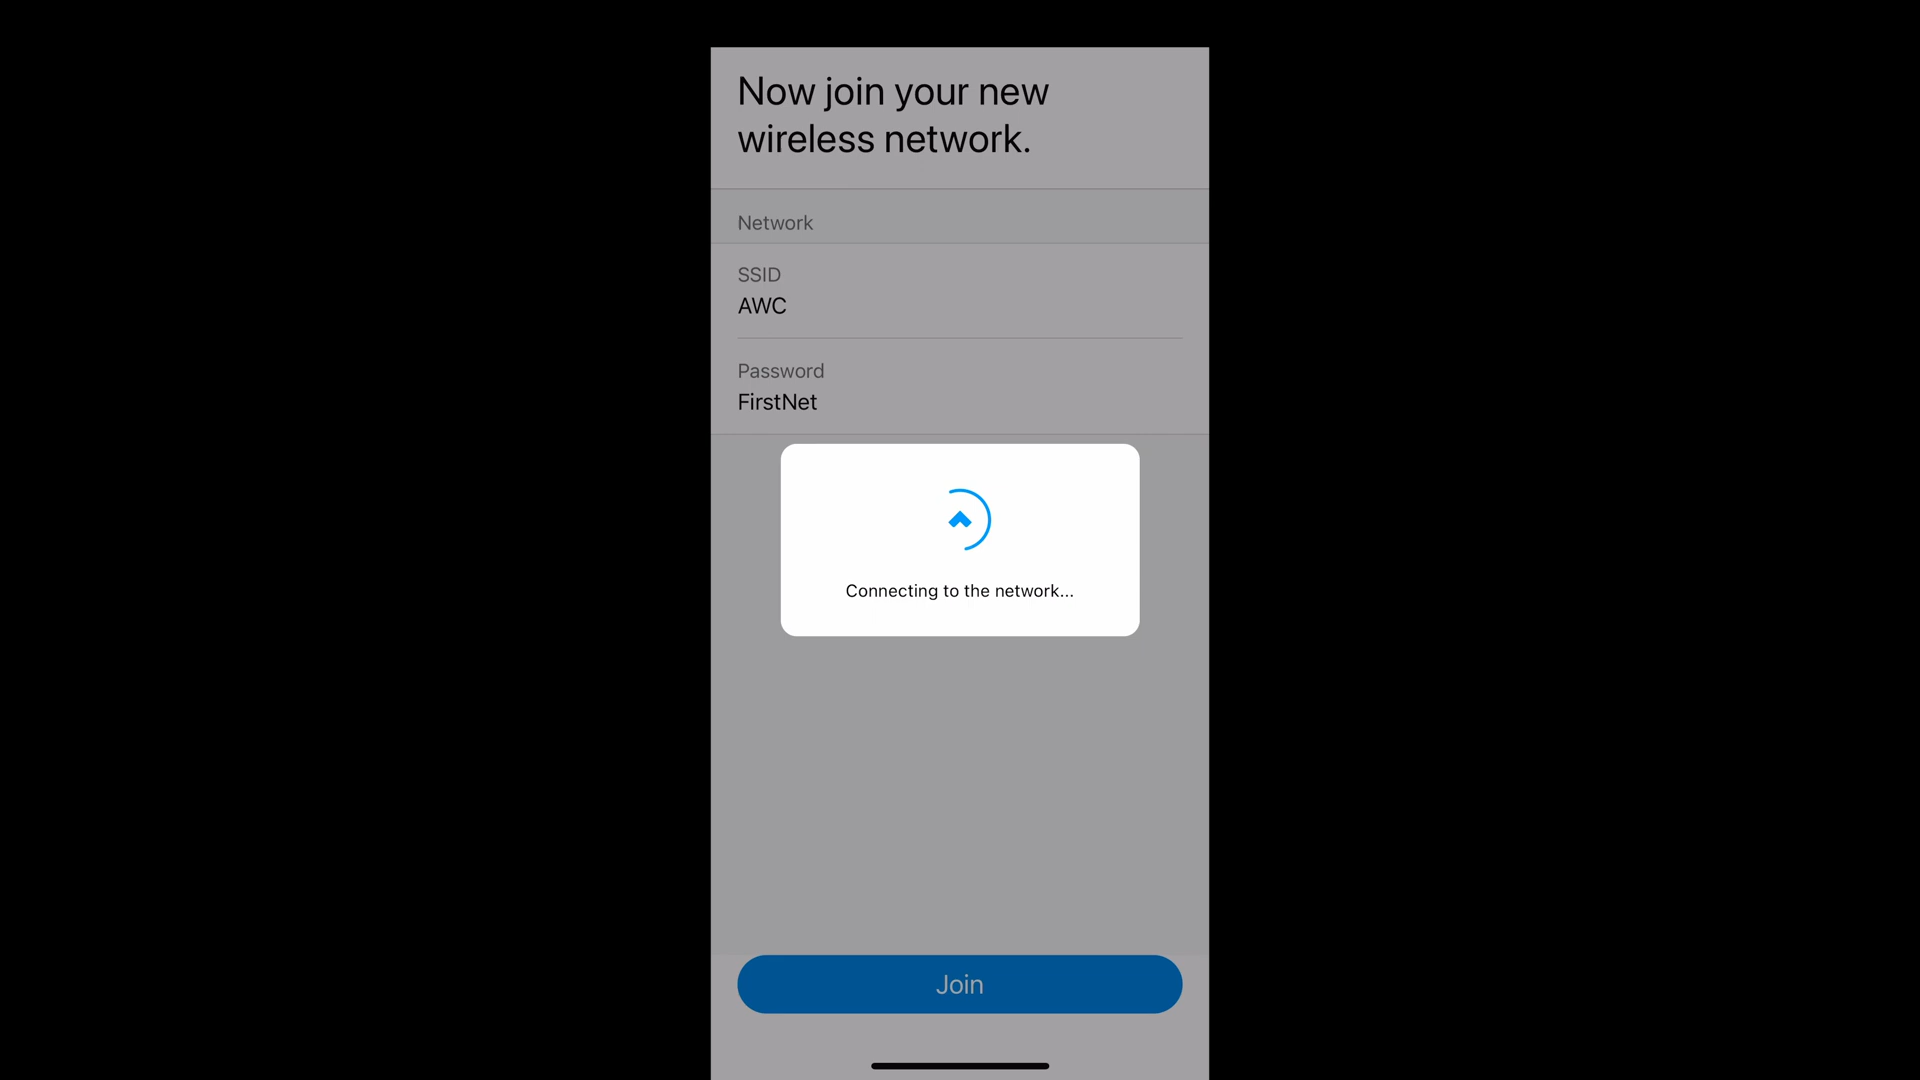 Now join your new
wireless network.
Network
SSID
AWC
Password
FirstNet
Connecting to the network...
Join